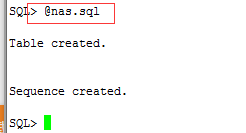 SQL> @nas.sql
Table created.
Sequence created.
SQL>